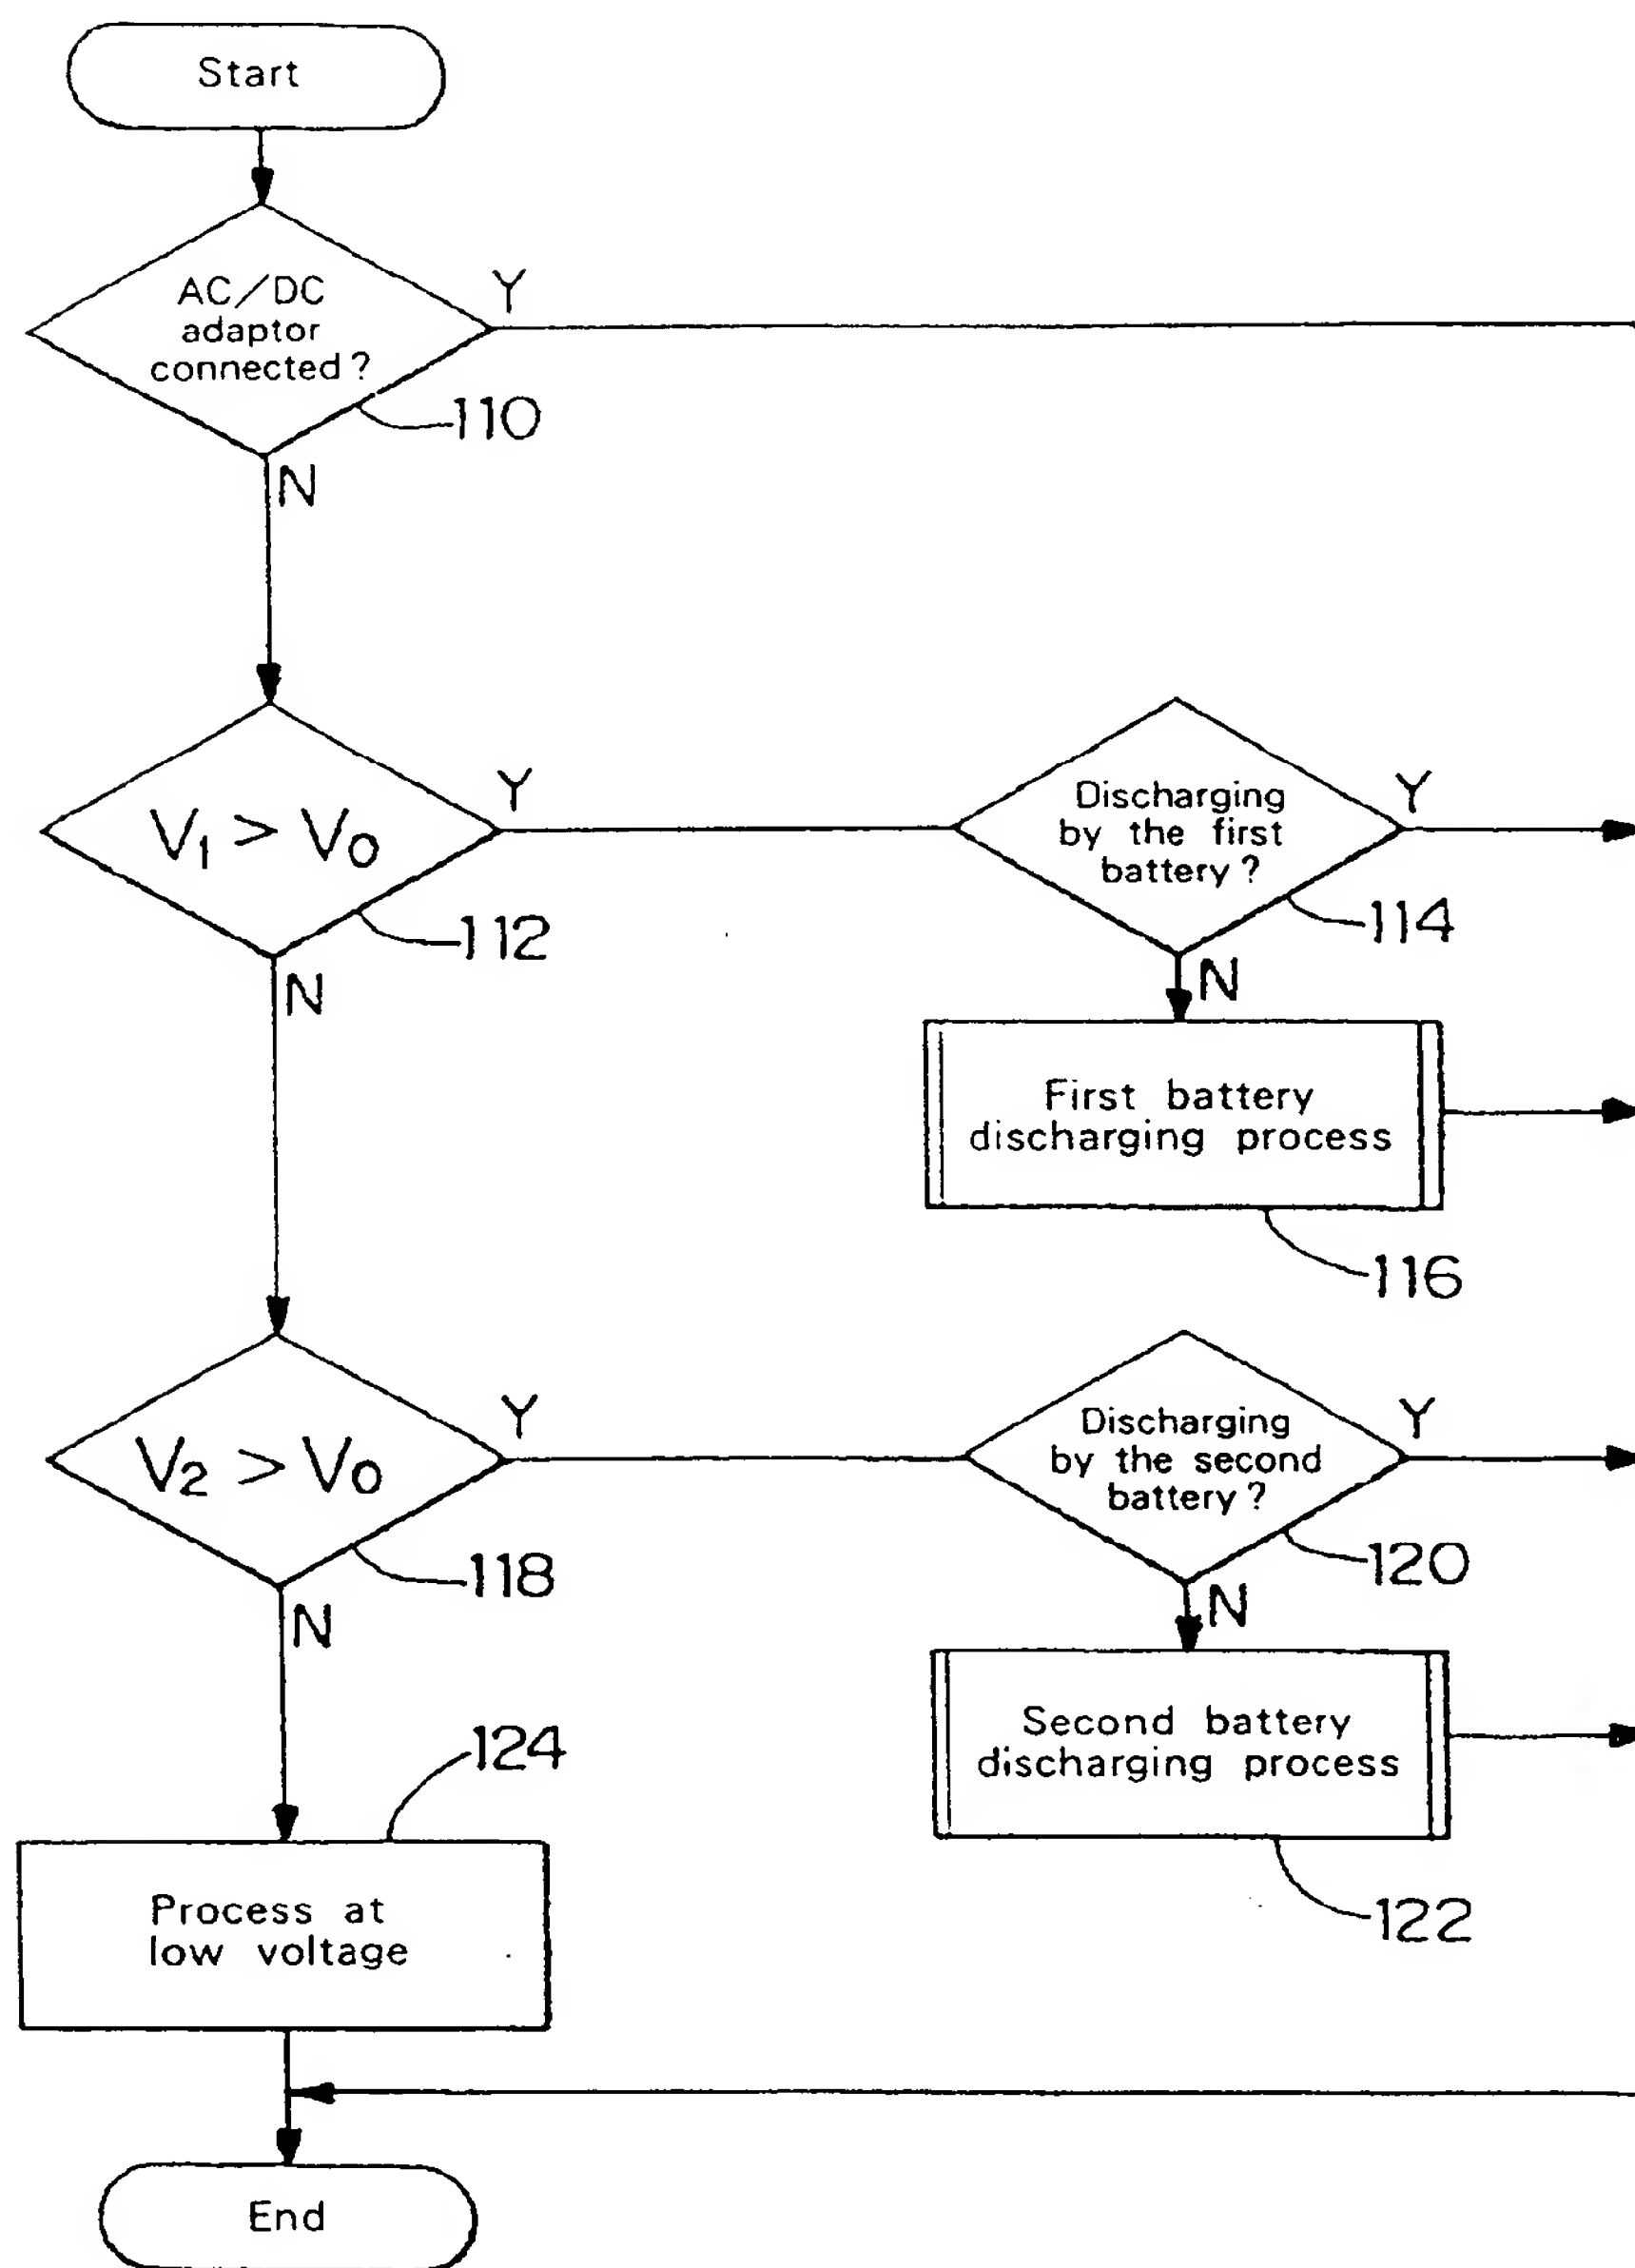 Start
AC/DC
adaptor
connected?
Y
110
N
V1 > V0
Y
112
N
Discharging
by the first
battery?
Y
114
N
First battery
discharging process
116
V2 > V0
Y
118
N
Discharging
by the second
battery?
Y
120
N
Second battery
discharging process
122
124
Process at
low voltage
End